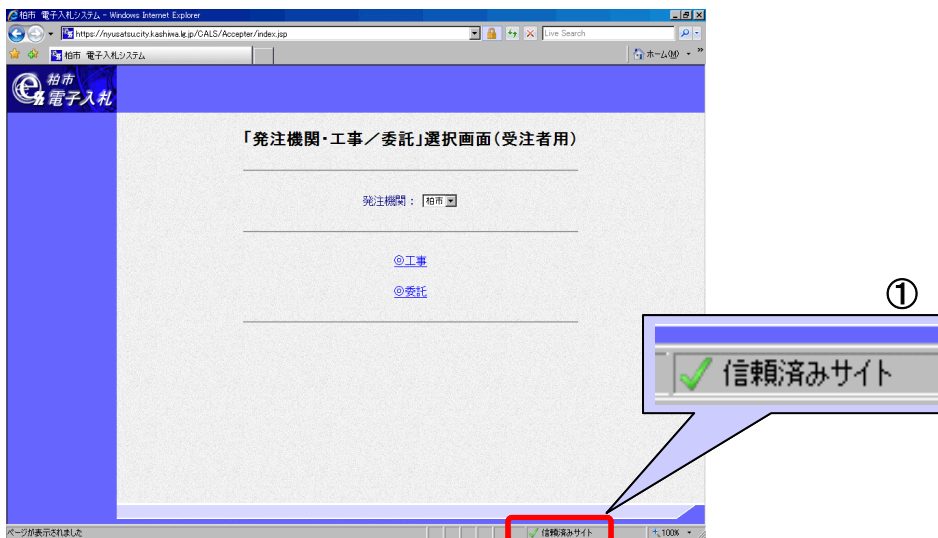 柏市 電子入札システム - Windows Internet Explorer
https://nyusatsu.city.kashiwa.lg.jp/CALS/Accepter/index.jsp
Live Search
柏市 電子入札システム
ホーム(M)
柏市
電子入札
「発注機関・工事／委託」選択画面(受注者用)
発注機関： 柏市
◎工事
◎委託
①
信頼済みサイト
ページが表示されました
信頼済みサイト
100%